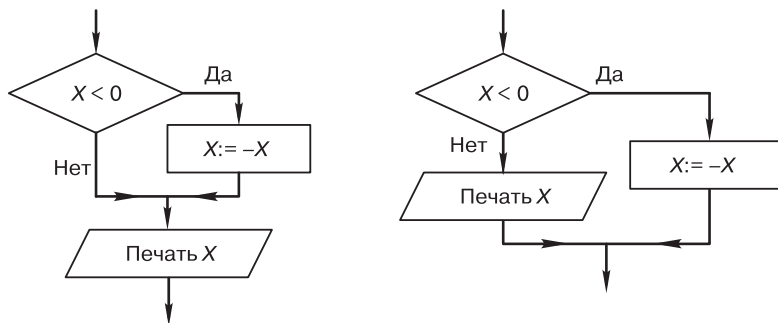 Да
X < 0
X:= –X
Нет
Печать X
Да
X < 0
Нет
X:= –X
Печать X